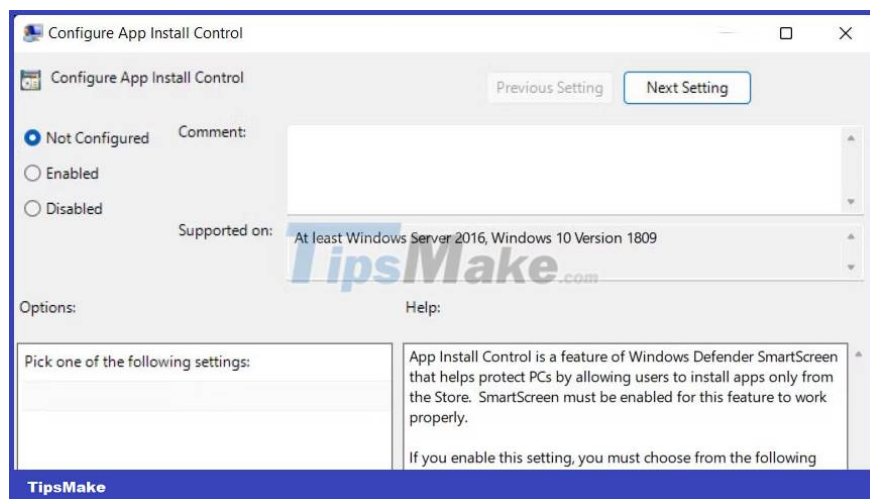 Configure App Install Control
Configure App Install Control
Previous Setting
Next Setting
Not Configured
Comment:
Enabled
Disabled
Supported on:
At least Windows Server 2016, Windows 10 Version 1809
TipsMake.com
Options:
Help:
Pick one of the following settings:
App Install Control is a feature of Windows Defender SmartScreen
that helps protect PCs by allowing users to install apps only from
the Store. SmartScreen must be enabled for this feature to work
properly.
If you enable this setting, you must choose from the following
TipsMake